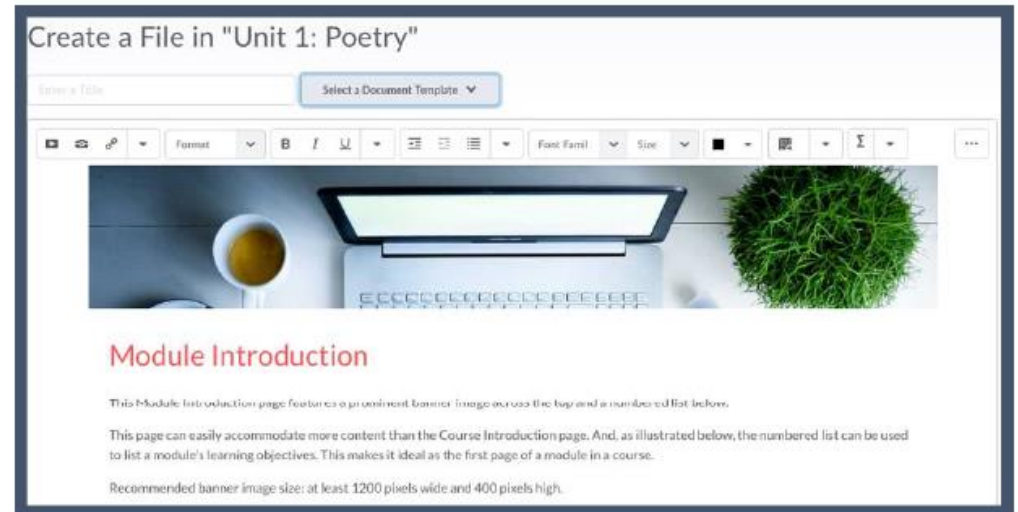 Create a File in "Unit 1: Poetry"
Enter a Title
Select a Document Template
Format
B I U
Font Famil
Size
Σ
...
Module Introduction
This Module Introduction page features a prominent banner image across the top and a numbered list below.
This page can easily accommodate more content than the Course Introduction page. And, as illustrated below, the numbered list can be used
to list a module's learning objectives. This makes it ideal as the first page of a module in a course.
Recommended banner image size: at least 1200 pixels wide and 400 pixels high.